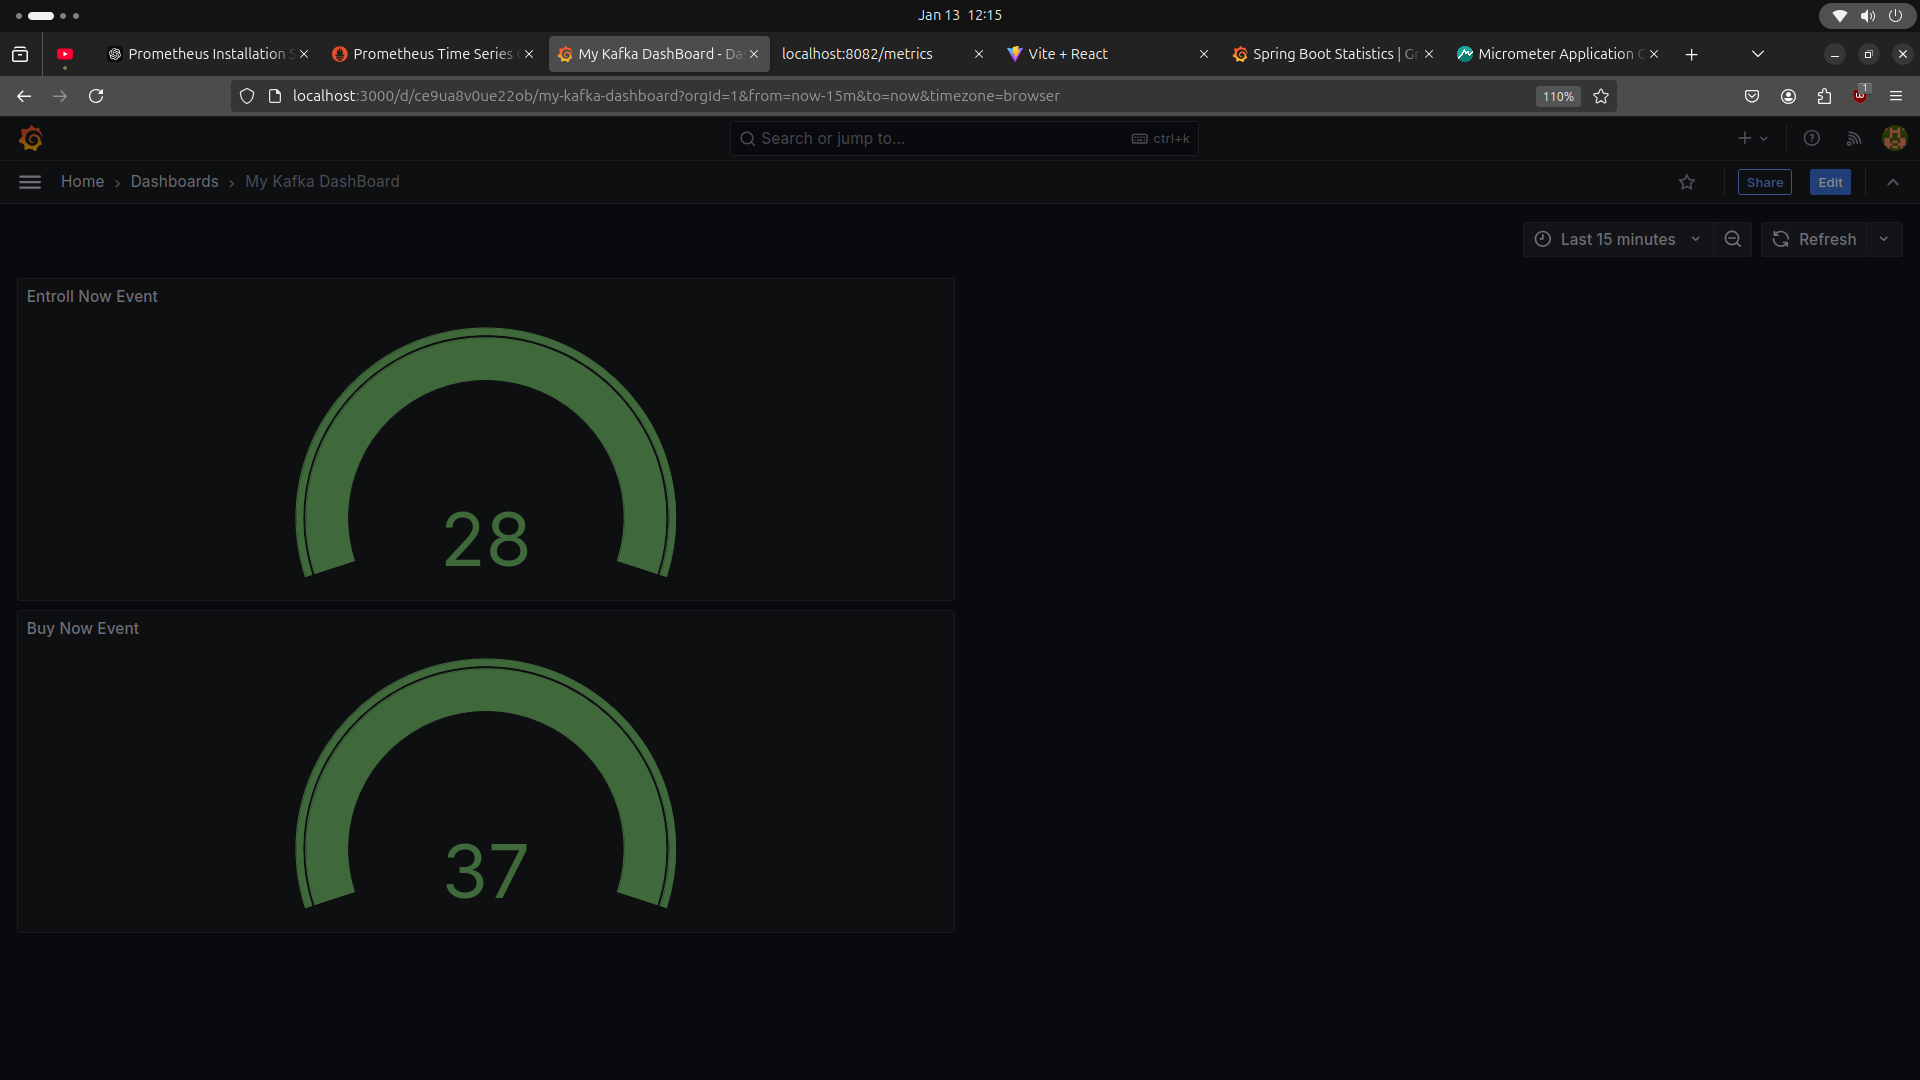 Jan 13 12:15
Prometheus Installation S
Prometheus Time Series C
My Kafka DashBoard - Da
localhost:8082/metrics
Vite + React
Spring Boot Statistics | Gr
Micrometer Application O
localhost:3000/d/ce9ua8v0ue22ob/my-kafka-dashboard?orgId=1&from=now-15m&to=now&timezone=browser
110%
1
Search or jump to...
ctrl+k
Home › Dashboards › My Kafka DashBoard
Share
Edit
Last 15 minutes
Refresh
Entroll Now Event
28
Buy Now Event
37